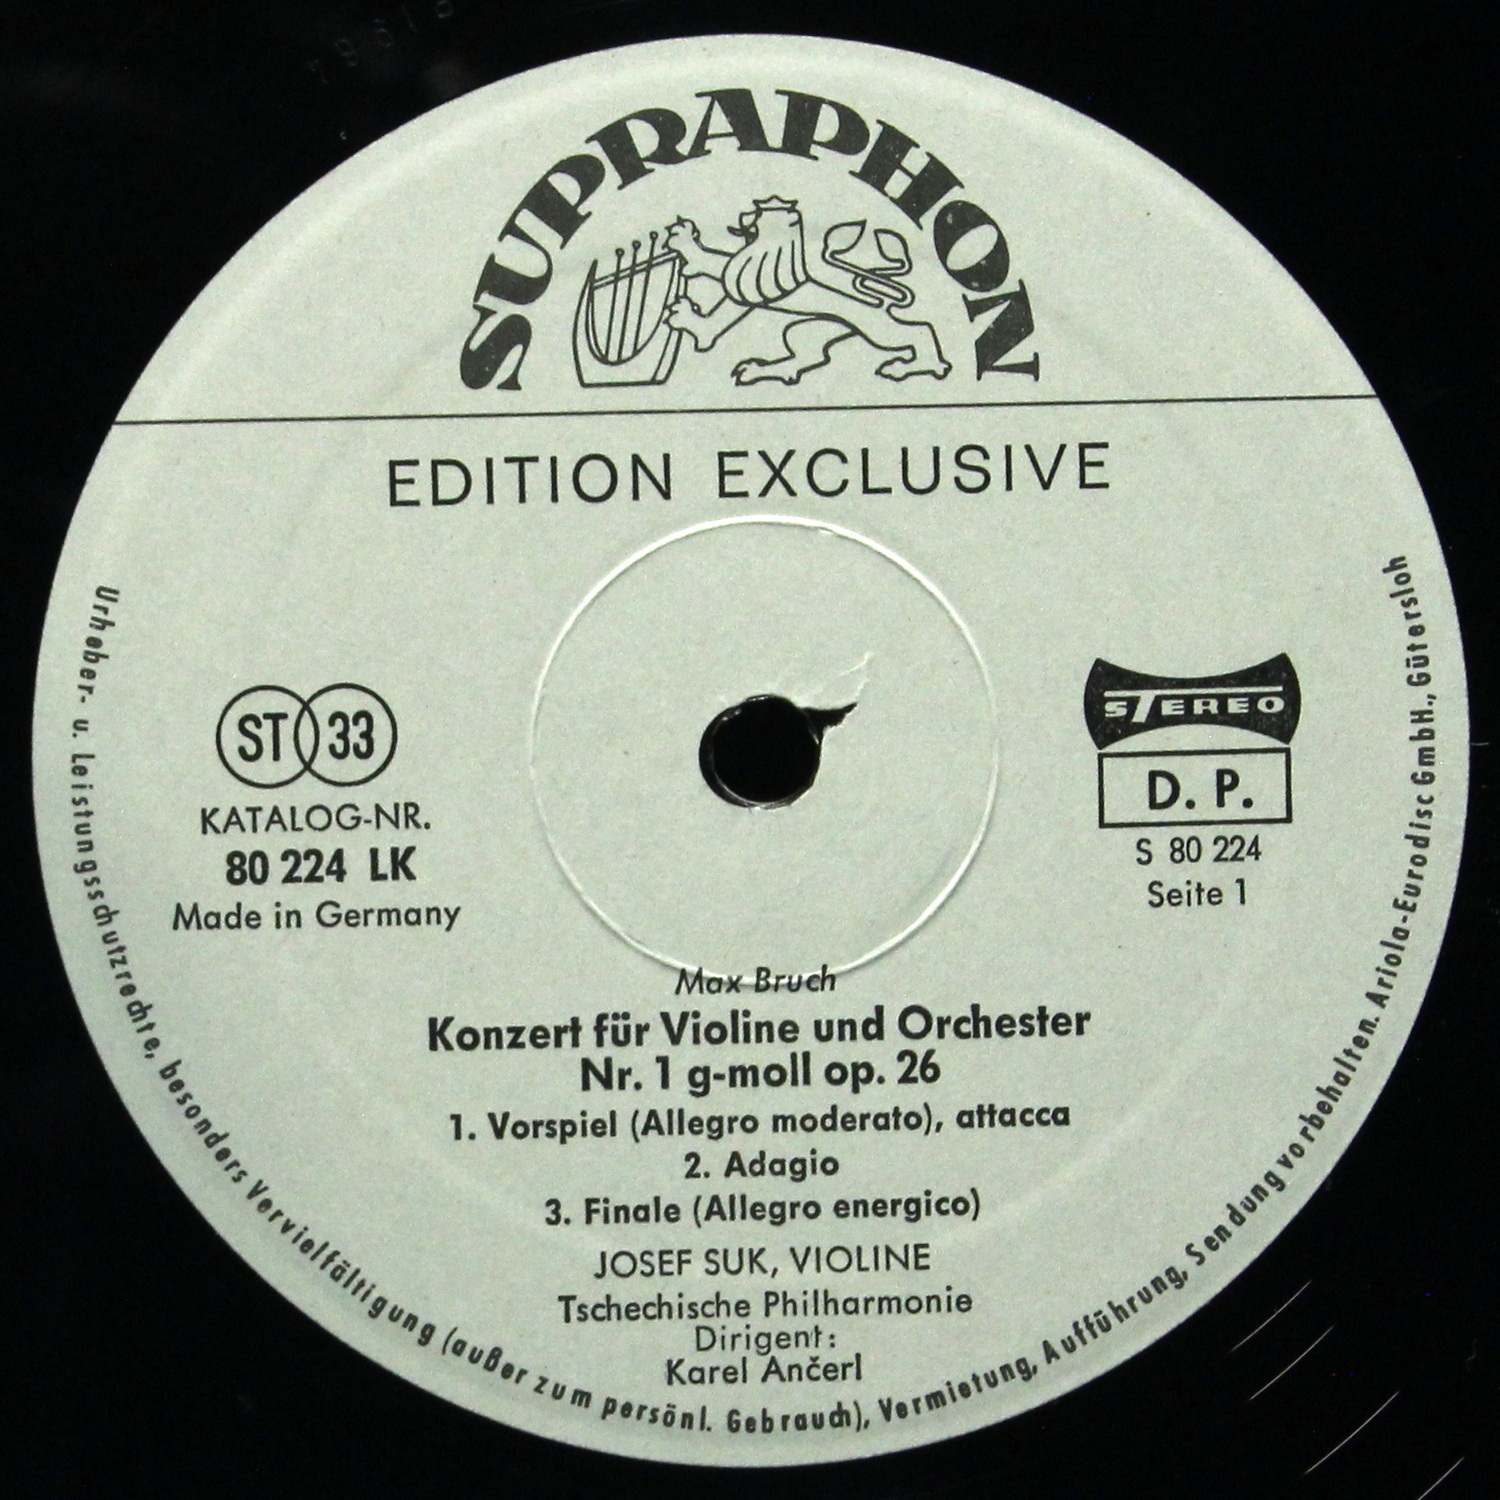 SUPRAPHON
EDITION EXCLUSIVE
ST 33
KATALOG-NR.
80 224 LK
Made in Germany
STEREO
D. P.
S 80 224
Seite 1
Max Bruch
Konzert für Violine und Orchester
Nr. 1 g-moll op. 26
1. Vorspiel (Allegro moderato), attacca
2. Adagio
3. Finale (Allegro energico)
JOSEF SUK, VIOLINE
Tschechische Philharmonie
Dirigent:
Karel Ančerl
Urheber- u. Leistungsschutzrechte, besonders Vervielfältigung (außer zum persönl. Gebrauch), Vermietung, Aufführung, Sendung vorbehalten. Ariola-Eurodisc GmbH., Gütersloh